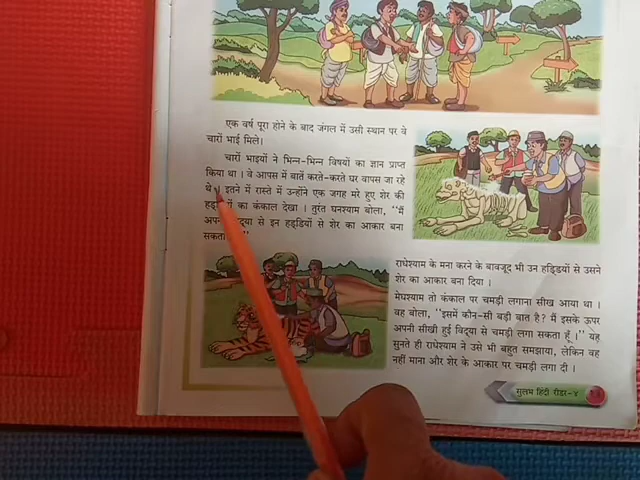 एक वर्ष पूरा होने के बाद जंगल में उसी स्थान पर वे
चारों भाई मिले।
चारों भाइयों ने भिन्न-भिन्न विषयों का ज्ञान प्राप्त
किया था । वे आपस में बातें करते-करते घर वापस जा रहे
थे। इतने में रास्ते में उन्होंने एक जगह मरे हुए शेर की
का कंकाल देखा । तुरंत घनश्याम बोला, "मैं
से इन हड्डियों से शेर का आकार बना
सकता
राधेश्याम के मना करने के बावजूद भी उन हड्डियों से उसने
शेर का आकार बना दिया ।
मेघश्याम तो कंकाल पर चमड़ी लगाना सीख आया था ।
वह बोला, "इसमें कौन-सी बड़ी बात है? मैं इसके ऊपर
अपनी सीखी हुई विद्या से चमड़ी लगा सकता हूँ ।" यह
सुनते ही राधेश्याम ने उसे भी बहुत समझाया, लेकिन वह
नहीं माना और शेर के आकार पर चमड़ी लगा दी ।
सुलभ हिंदी रीडर-४